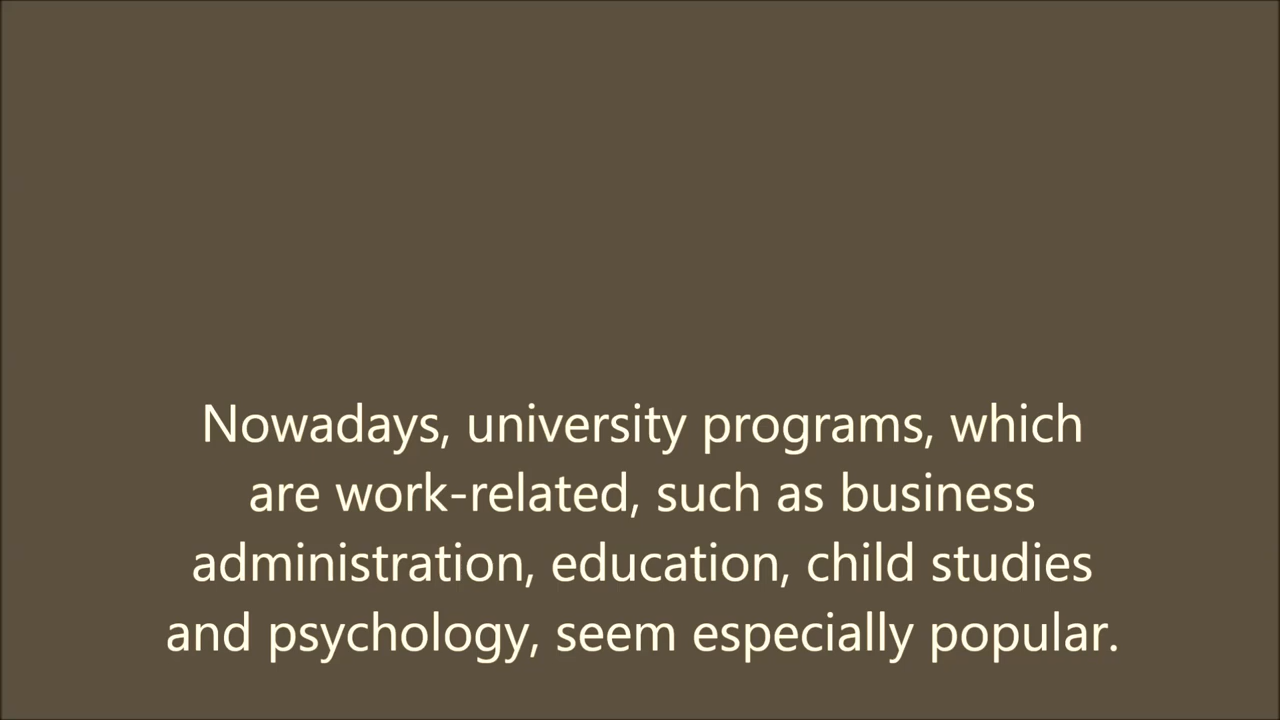 Nowadays, university programs, which
are work-related, such as business
administration, education, child studies
and psychology, seem especially popular.